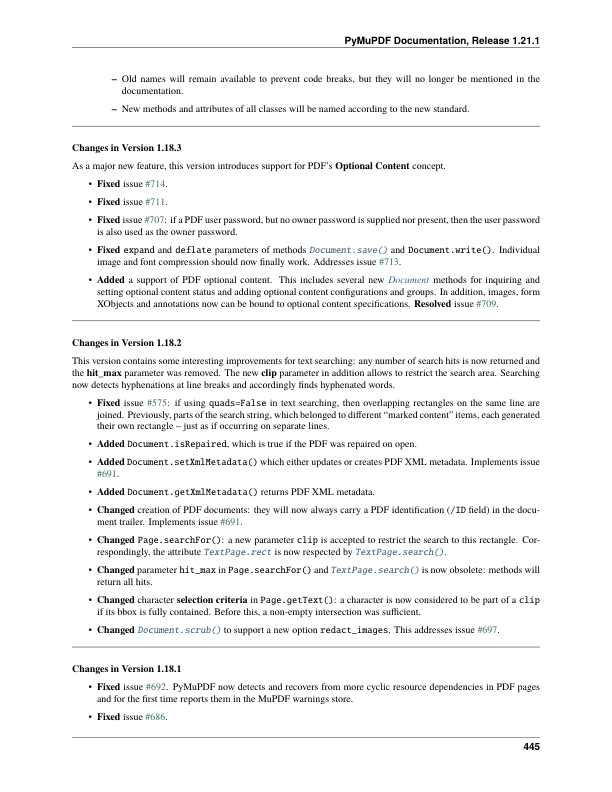 PyMuPDF Documentation, Release 1.21.1
– Old names will remain available to prevent code breaks, but they will no longer be mentioned in the
documentation.
– New methods and attributes of all classes will be named according to the new standard.
Changes in Version 1.18.3
As a major new feature, this version introduces support for PDF's Optional Content concept.
• Fixed issue #714.
• Fixed issue #711.
• Fixed issue #707: if a PDF user password, but no owner password is supplied nor present, then the user password
is also used as the owner password.
• Fixed expand and deflate parameters of methods Document.save() and Document.write(). Individual
image and font compression should now finally work. Addresses issue #713.
• Added a support of PDF optional content. This includes several new Document methods for inquiring and
setting optional content status and adding optional content configurations and groups. In addition, images, form
XObjects and annotations now can be bound to optional content specifications. Resolved issue #709.
Changes in Version 1.18.2
This version contains some interesting improvements for text searching: any number of search hits is now returned and
the hit_max parameter was removed. The new clip parameter in addition allows to restrict the search area. Searching
now detects hyphenations at line breaks and accordingly finds hyphenated words.
• Fixed issue #575: if using quads=False in text searching, then overlapping rectangles on the same line are
joined. Previously, parts of the search string, which belonged to different “marked content” items, each generated
their own rectangle – just as if occurring on separate lines.
• Added Document.isRepaired, which is true if the PDF was repaired on open.
• Added Document.setXmlMetadata() which either updates or creates PDF XML metadata. Implements issue
#691.
• Added Document.getXmlMetadata() returns PDF XML metadata.
• Changed creation of PDF documents: they will now always carry a PDF identification (/ID field) in the docu-
ment trailer. Implements issue #691.
• Changed Page.searchFor(): a new parameter clip is accepted to restrict the search to this rectangle. Cor-
respondingly, the attribute TextPage.rect is now respected by TextPage.search().
• Changed parameter hit_max in Page.searchFor() and TextPage.search() is now obsolete: methods will
return all hits.
• Changed character selection criteria in Page.getText(): a character is now considered to be part of a clip
if its bbox is fully contained. Before this, a non-empty intersection was sufficient.
• Changed Document.scrub() to support a new option redact_images. This addresses issue #697.
Changes in Version 1.18.1
• Fixed issue #692. PyMuPDF now detects and recovers from more cyclic resource dependencies in PDF pages
and for the first time reports them in the MuPDF warnings store.
• Fixed issue #686.
445